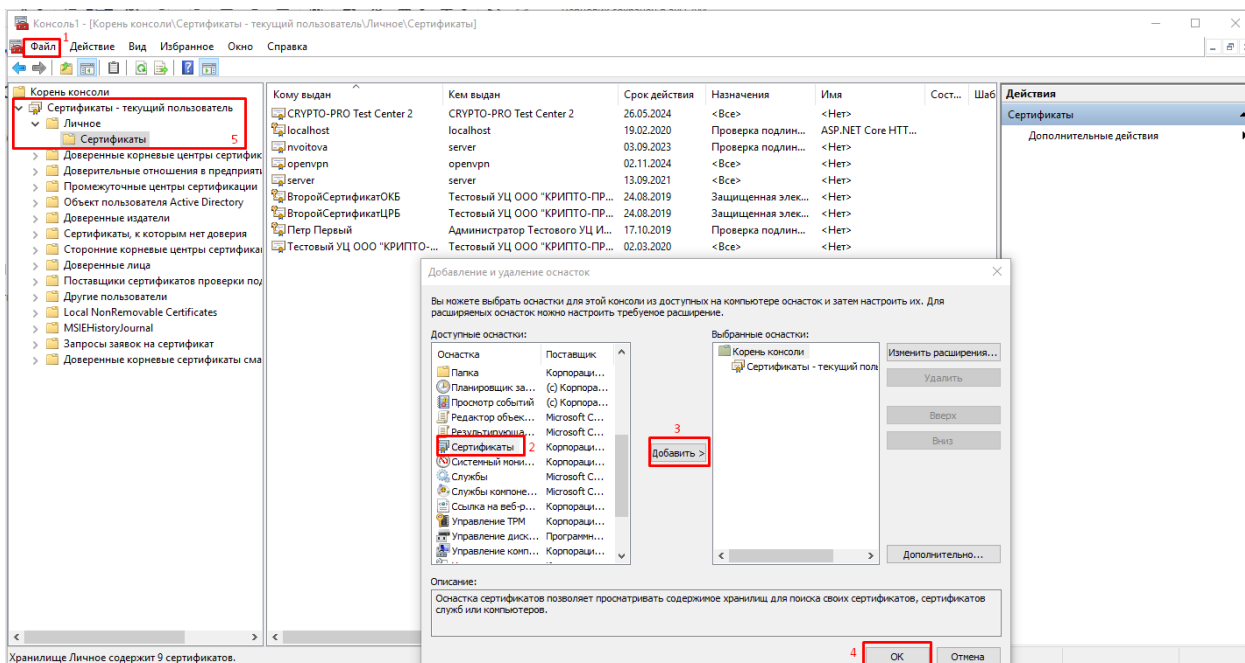 Консоль1 - [Корень консоли\Сертификаты - текущий пользователь\Личное\Сертификаты]
1
Файл Действие Вид Избранное Окно Справка
Корень консоли
Сертификаты - текущий пользователь
Личное
Сертификаты
5
Доверенные корневые центры сертифик
Доверительные отношения в предприяти
Промежуточные центры сертификации
Объект пользователя Active Directory
Доверенные издатели
Сертификаты, к которым нет доверия
Сторонние корневые центры сертифика
Доверенные лица
Поставщики сертификатов проверки под
Другие пользователи
Local NonRemovable Certificates
MSIEHistoryJournal
Запросы заявок на сертификат
Доверенные корневые сертификаты сма
Кому выдан Кем выдан Срок действия Назначения Имя Сост... Шаб
CRYPTO-PRO Test Center 2 CRYPTO-PRO Test Center 2 26.05.2024 <Все> <Нет>
localhost localhost 19.02.2020 Проверка подлин... ASP.NET Core HTT...
nvoitova server 03.09.2023 Проверка подлин... <Нет>
openvpn openvpn 02.11.2024 <Все> <Нет>
server server 13.09.2021 <Все> <Нет>
ВторойСертификатОКБ Тестовый УЦ ООО "КРИПТО-ПР... 24.08.2019 Защищенная элек... <Нет>
ВторойСертификатЦРБ Тестовый УЦ ООО "КРИПТО-ПР... 24.08.2019 Защищенная элек... <Нет>
Петр Первый Администратор Тестового УЦ И... 17.10.2019 Проверка подлин... <Нет>
Тестовый УЦ ООО "КРИПТО-... Тестовый УЦ ООО "КРИПТО-ПР... 02.03.2020 <Все> <Нет>
Действия
Сертификаты
Дополнительные действия
Добавление и удаление оснасток
Вы можете выбрать оснастки для этой консоли из доступных на компьютере оснасток и затем настроить их. Для
расширяемых оснасток можно настроить требуемое расширение.
Доступные оснастки:
Оснастка Поставщик
Папка Корпораци...
Планировщик за... (c) Корпора...
Просмотр событий (c) Корпора...
Редактор объек... Microsoft C...
Результирующа... Microsoft C...
Сертификаты 2 Корпораци...
Системный мони... Корпораци...
Службы Microsoft C...
Службы компоне... Microsoft C...
Ссылка на веб-р... Корпораци...
Управление TPM Корпораци...
Управление диск... Программн...
Управление комп... Корпораци...
3
Добавить >
Выбранные оснастки:
Корень консоли
Сертификаты - текущий поль
Изменить расширения...
Удалить
Вверх
Вниз
Дополнительно...
Описание:
Оснастка сертификатов позволяет просматривать содержимое хранилищ для поиска своих сертификатов, сертификатов
служб или компьютеров.
4
ОК Отмена
Хранилище Личное содержит 9 сертификатов.